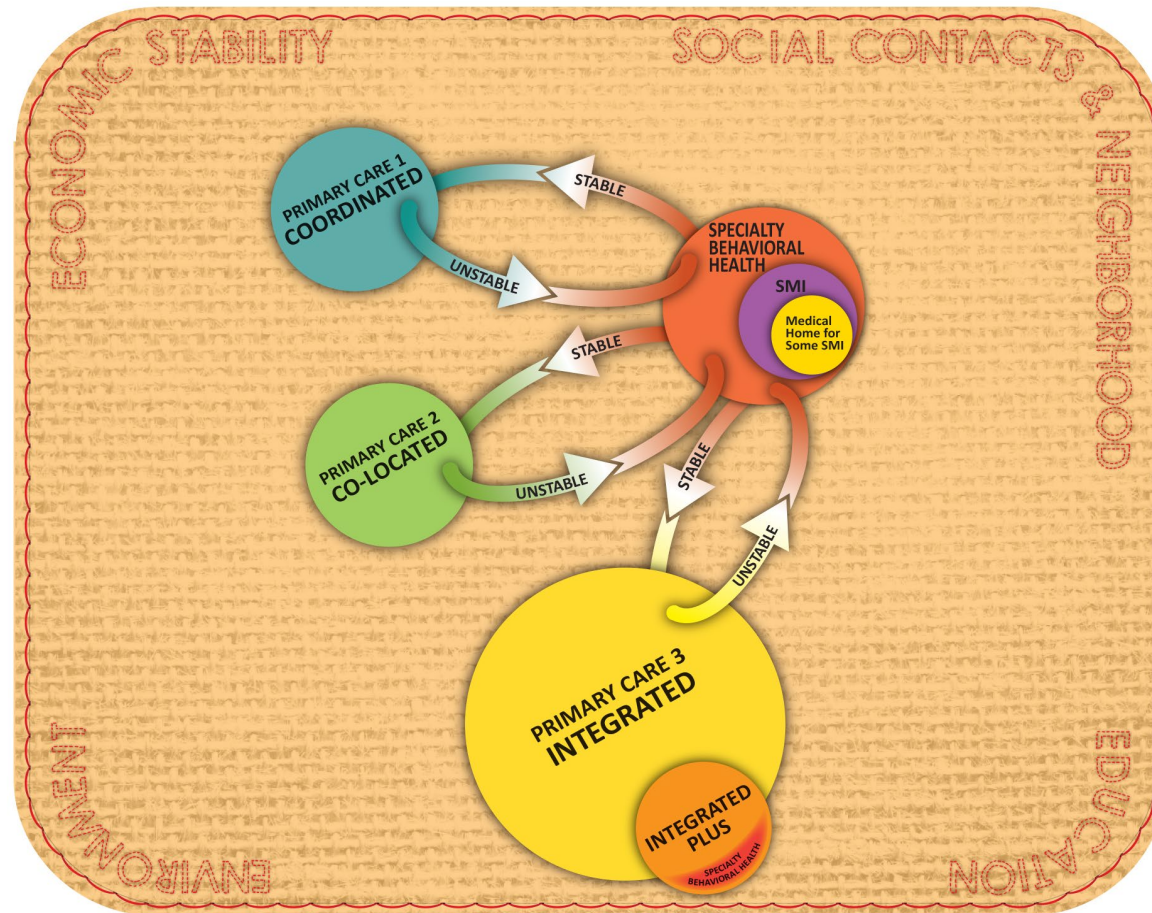 ECONOMIC STABILITY
SOCIAL CONTACTS & NEIGHBORHOOD
PRIMARY CARE 1
COORDINATED
STABLE
UNSTABLE
SPECIALTY
BEHAVIORAL
HEALTH
SMI
Medical
Home for
Some SMI
STABLE
PRIMARY CARE 2
CO-LOCATED
UNSTABLE
STABLE
UNSTABLE
PRIMARY CARE 3
INTEGRATED
INTEGRATED
PLUS
SPECIALTY
BEHAVIORAL HEALTH
ENVIRONMENT
EDUCATION